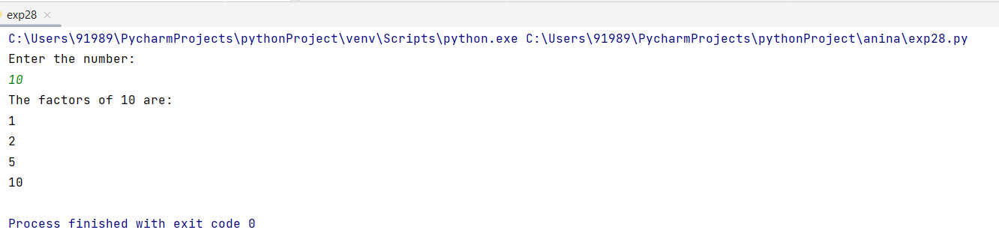 exp28
C:\Users\91989\PycharmProjects\pythonProject\venv\Scripts\python.exe C:\Users\91989\PycharmProjects\pythonProject\anina\exp28.py
Enter the number:
10
The factors of 10 are:
1
2
5
10
Process finished with exit code 0